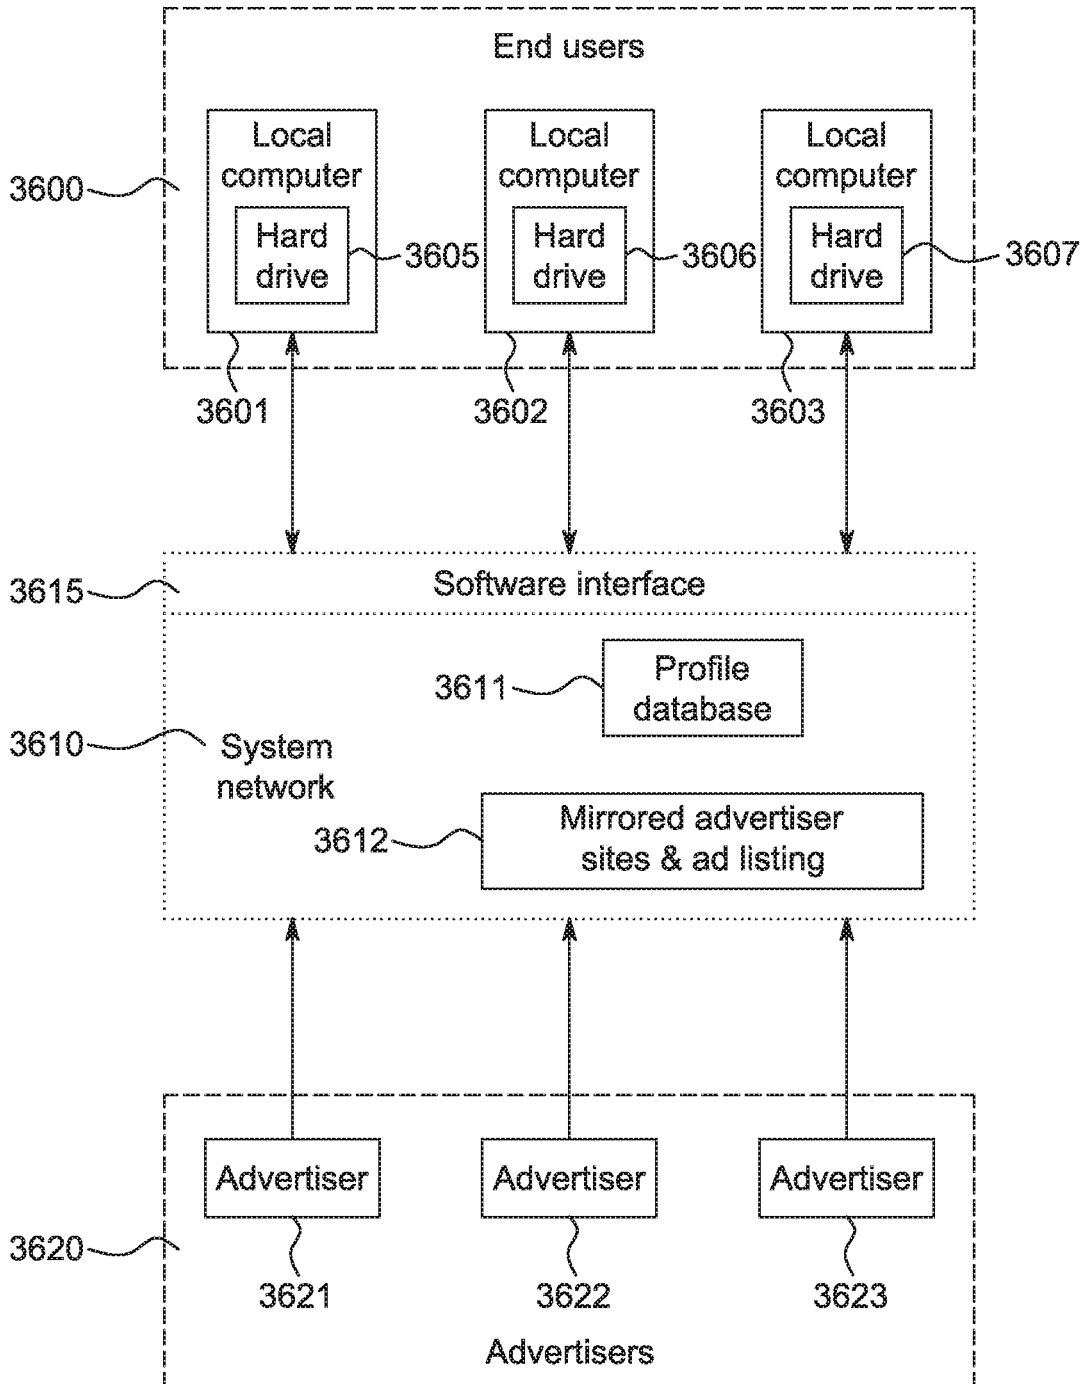 End users
Local
computer
Local
computer
Local
computer
3600
Hard
drive
3605
Hard
drive
3606
Hard
drive
3607
3601
3602
3603
3615
Software interface
3611
Profile
database
3610
System
network
3612
Mirrored advertiser
sites & ad listing
Advertiser
Advertiser
Advertiser
3620
3621
3622
3623
Advertisers